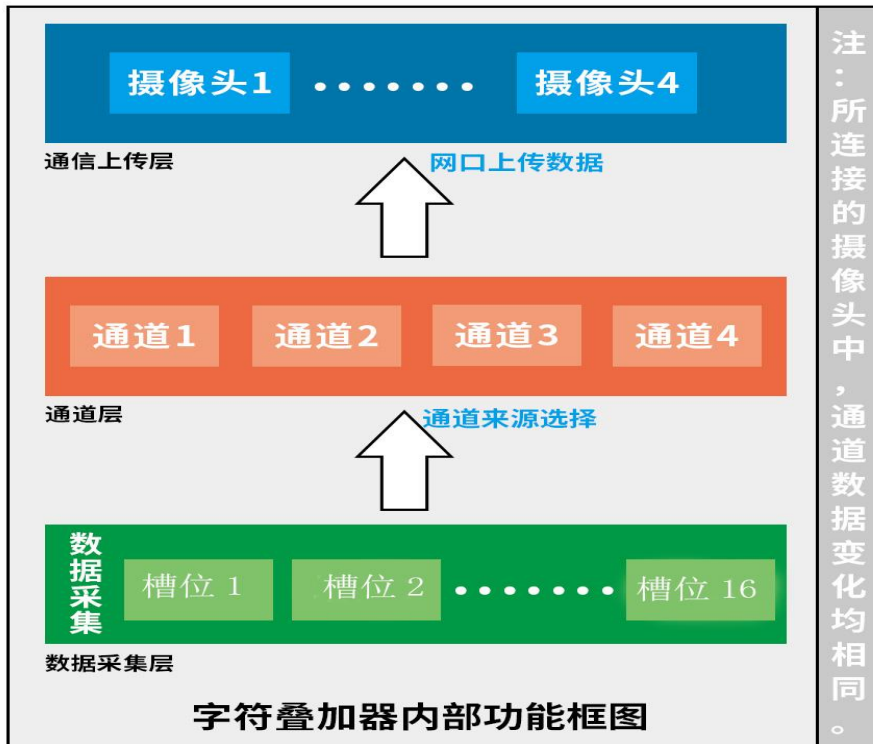 摄像头1 ······· 摄像头4
通信上传层
网口上传数据
通道1 通道2 通道3 通道4
通道层
通道来源选择
数据采集
槽位 1 槽位 2 ······· 槽位 16
数据采集层
字符叠加器内部功能框图
注：所连接的摄像头中，通道数据变化均相同。